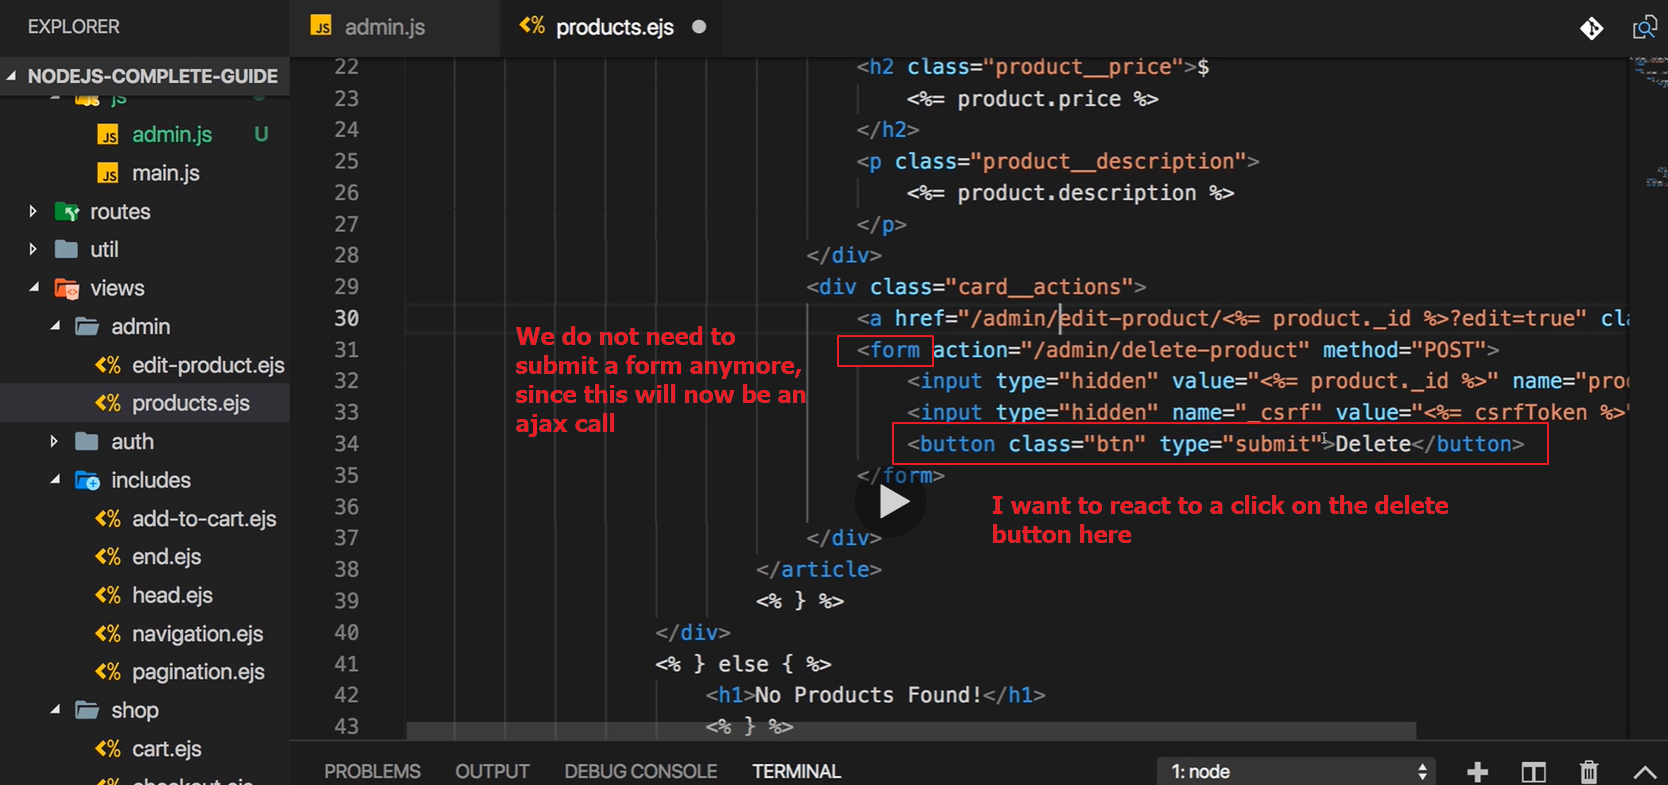 EXPLORER
admin.js
products.ejs
NODEJS-COMPLETE-GUIDE
js
admin.js U
main.js
routes
util
views
admin
edit-product.ejs
products.ejs
auth
includes
add-to-cart.ejs
end.ejs
head.ejs
navigation.ejs
pagination.ejs
shop
cart.ejs
checkout.ejs
22 <h2 class="product__price">$
23 <%= product.price %>
24 </h2>
25 <p class="product__description">
26 <%= product.description %>
27 </p>
28 </div>
29 <div class="card__actions">
30 <a href="/admin/edit-product/<%= product._id %>?edit=true" cla
31 <form action="/admin/delete-product" method="POST">
32 <input type="hidden" value="<%= product._id %>" name="pro
33 <input type="hidden" name="_csrf" value="<%= csrfToken %>"
34 <button class="btn" type="submit">Delete</button>
35 </form>
36
37 </div>
38 </article>
39 <% } %>
40 </div>
41 <% } else { %>
42 <h1>No Products Found!</h1>
43 <% } %>
We do not need to
submit a form anymore,
since this will now be an
ajax call
I want to react to a click on the delete
button here
PROBLEMS OUTPUT DEBUG CONSOLE TERMINAL 1: node